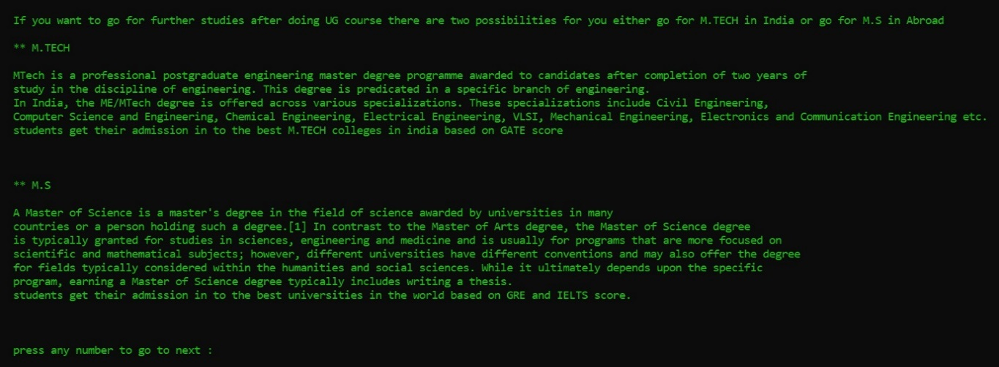 If you want to go for further studies after doing UG course there are two possibilities for you either go for M.TECH in India or go for M.S in Abroad
** M.TECH
MTech is a professional postgraduate engineering master degree programme awarded to candidates after completion of two years of
study in the discipline of engineering. This degree is predicated in a specific branch of engineering.
In India, the ME/MTech degree is offered across various specializations. These specializations include Civil Engineering,
Computer Science and Engineering, Chemical Engineering, Electrical Engineering, VLSI, Mechanical Engineering, Electronics and Communication Engineering etc.
students get their admission in to the best M.TECH colleges in india based on GATE score
** M.S
A Master of Science is a master's degree in the field of science awarded by universities in many
countries or a person holding such a degree.[1] In contrast to the Master of Arts degree, the Master of Science degree
is typically granted for studies in sciences, engineering and medicine and is usually for programs that are more focused on
scientific and mathematical subjects; however, different universities have different conventions and may also offer the degree
for fields typically considered within the humanities and social sciences. While it ultimately depends upon the specific
program, earning a Master of Science degree typically includes writing a thesis.
students get their admission in to the best universities in the world based on GRE and IELTS score.
press any number to go to next :